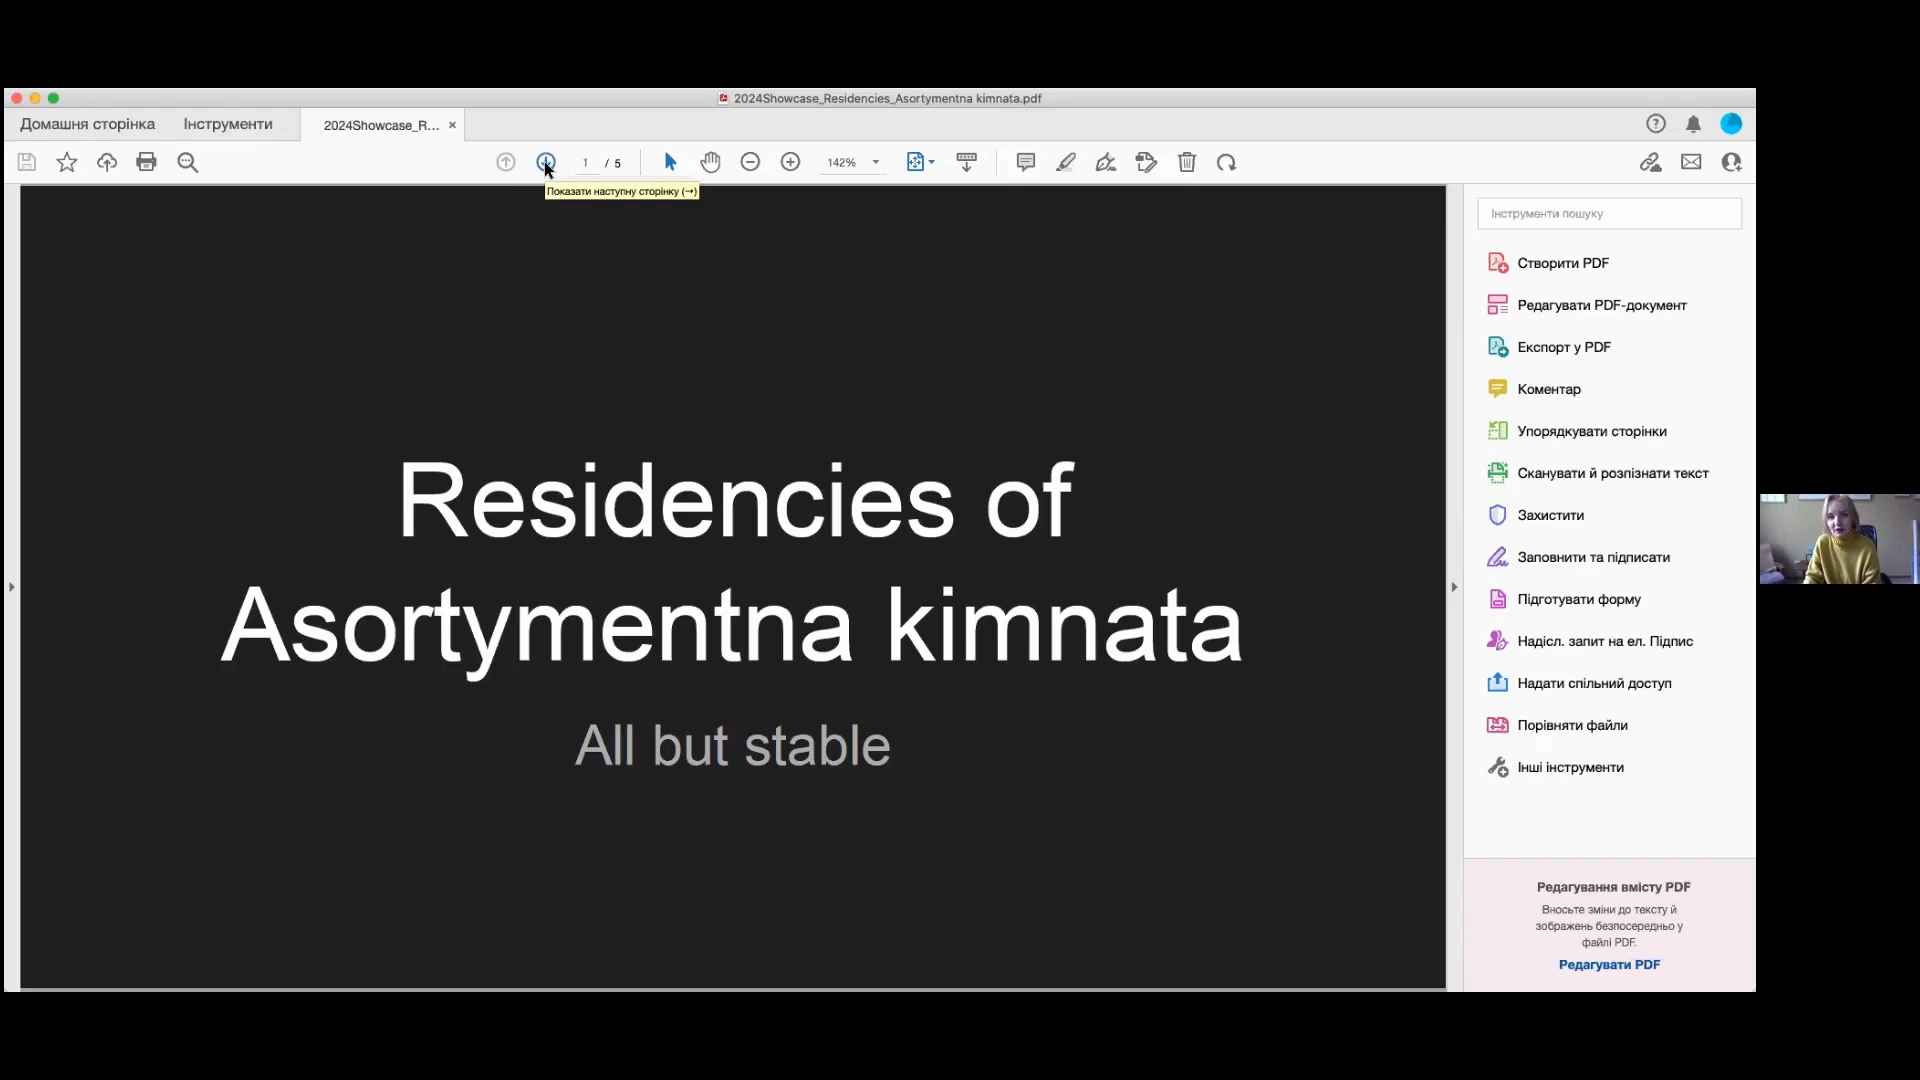 2024Showcase_Residencies_Asortymentna kimnata.pdf
Домашня сторінка
Інструменти
2024Showcase_R... ×
1 / 5
142%
Показати наступну сторінку (→)
Residencies of
Asortymentna kimnata
All but stable
Інструменти пошуку
Створити PDF
Редагувати PDF-документ
Експорт у PDF
Коментар
Упорядкувати сторінки
Сканувати й розпізнати текст
Захистити
Заповнити та підписати
Підготувати форму
Надісл. запит на ел. Підпис
Надати спільний доступ
Порівняти файли
Інші інструменти
Редагування вмісту PDF
Вносьте зміни до тексту й
зображень безпосередньо у
файлі PDF.
Редагувати PDF